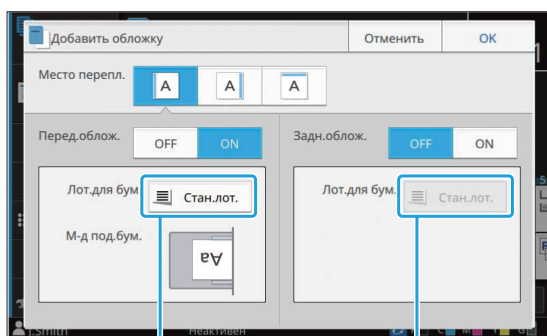 Добавить обложку
Отменить
OK
Место перепл.
A A A
Перед.облож.
OFF ON
Задн.облож.
OFF ON
Лот.для бум
Стан.лот.
Лот.для бум.
Стан.лот.
М-д под.бум.
Aa
J.Smith
Неактивен